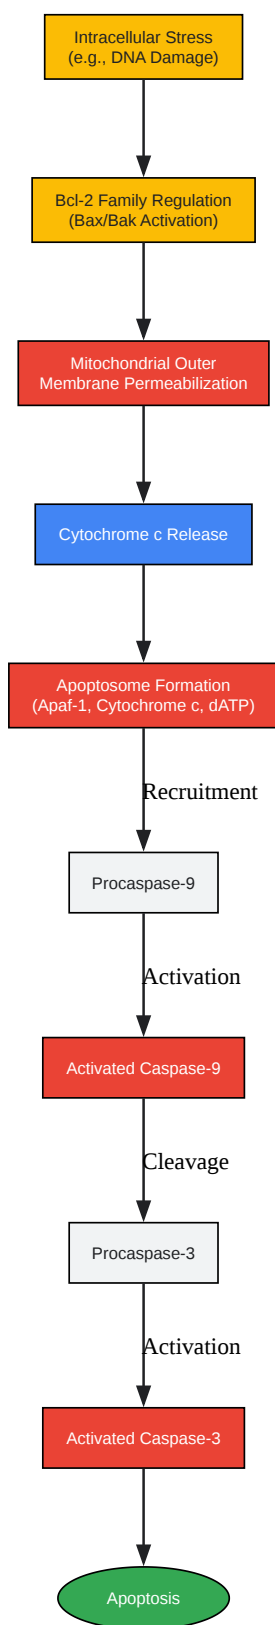 Intracellular Stress
(e.g., DNA Damage)
Bcl-2 Family Regulation
(Bax/Bak Activation)
Mitochondrial Outer
Membrane Permeabilization
Cytochrome c Release
Apoptosome Formation
(Apaf-1, Cytochrome c, dATP)
Recruitment
Procaspase-9
Activation
Activated Caspase-9
Cleavage
Procaspase-3
Activation
Activated Caspase-3
Apoptosis